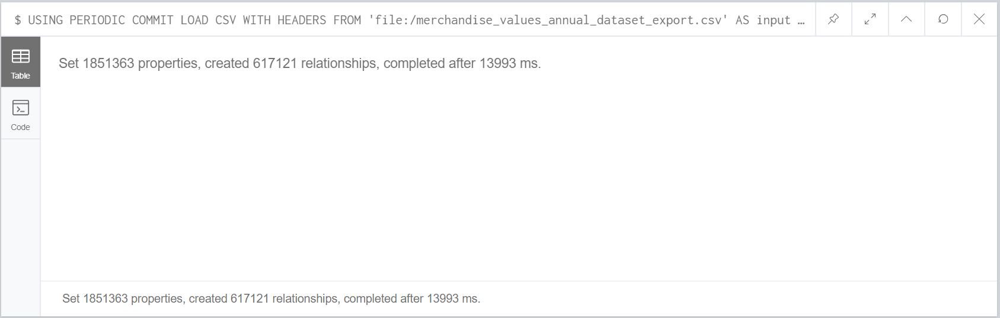 $ USING PERIODIC COMMIT LOAD CSV WITH HEADERS FROM 'file:/merchandise_values_annual_dataset_export.csv' AS input …
Table
Set 1851363 properties, created 617121 relationships, completed after 13993 ms.
Code
Set 1851363 properties, created 617121 relationships, completed after 13993 ms.